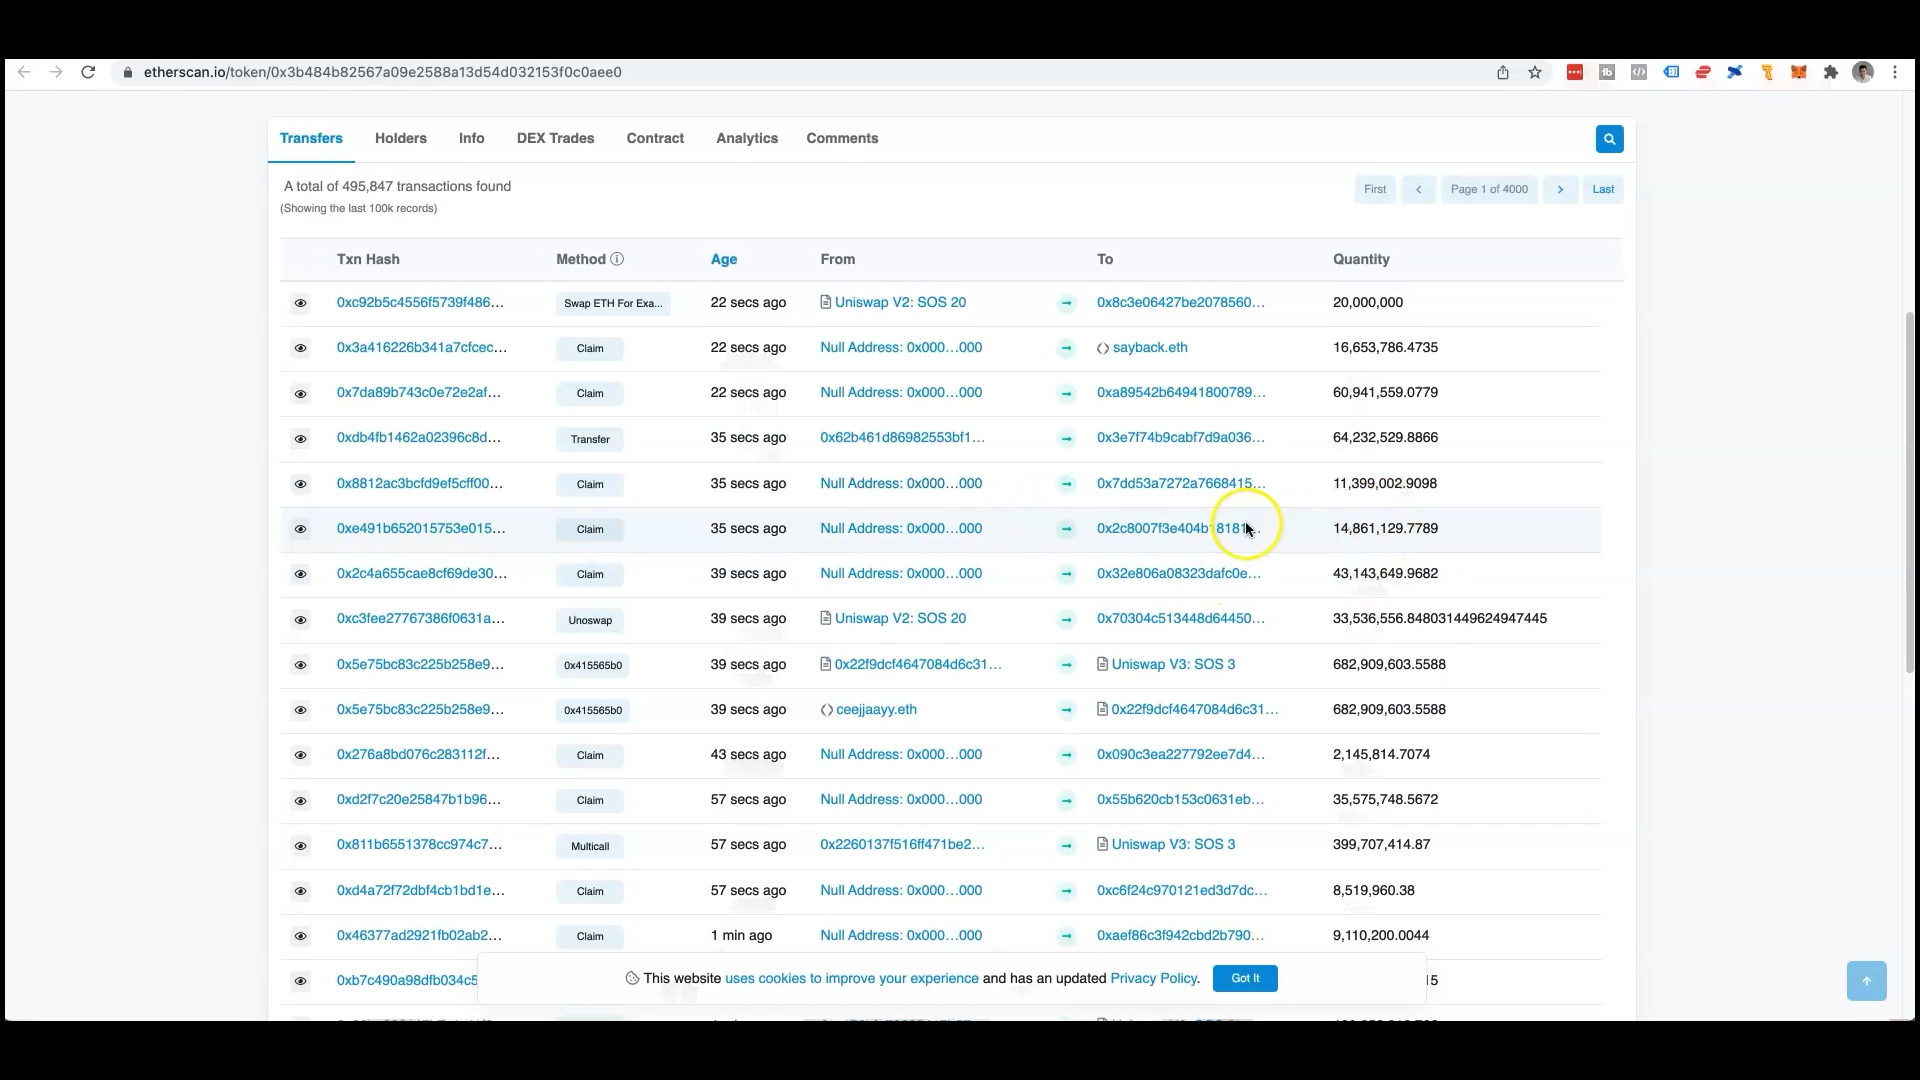 etherscan.io/token/0x3b484b82567a09e2588a13d54d032153f0c0aee0
Transfers Holders Info DEX Trades Contract Analytics Comments
A total of 495,847 transactions found
(Showing the last 100k records)
First Page 1 of 4000 Last
Txn Hash Method Age From To Quantity
0xc92b5c4556f5739f486... Swap ETH For Exa... 22 secs ago Uniswap V2: SOS 20 0x8c3e06427be2078560... 20,000,000
0x3a416226b341a7cfcec... Claim 22 secs ago Null Address: 0x000...000 sayback.eth 16,653,786.4735
0x7da89b743c0e72e2af... Claim 22 secs ago Null Address: 0x000...000 0xa89542b64941800789... 60,941,559.0779
0xdb4fb1462a02396c8d... Transfer 35 secs ago 0x62b461d86982553bf1... 0x3e7f74b9cabf7d9a036... 64,232,529.8866
0x8812ac3bcfd9ef5cff00... Claim 35 secs ago Null Address: 0x000...000 0x7dd53a7272a7668415... 11,399,002.9098
0xe491b652015753e015... Claim 35 secs ago Null Address: 0x000...000 14,861,129.7789
0x2c4a655cae8cf69de30... Claim 39 secs ago Null Address: 0x000...000 0x32e806a08323dafc0e... 43,143,649.9682
0xc3fee27767386f0631a... Unoswap 39 secs ago Uniswap V2: SOS 20 0x70304c513448d64450... 33,536,556.848031449624947445
0x5e75bc83c225b258e9... 0x415565b0 39 secs ago 0x22f9dcf4647084d6c31... Uniswap V3: SOS 3 682,909,603.5588
0x5e75bc83c225b258e9... 0x415565b0 39 secs ago ceejjaayy.eth 0x22f9dcf4647084d6c31... 682,909,603.5588
0x276a8bd076c283112f... Claim 43 secs ago Null Address: 0x000...000 0x090c3ea227792ee7d4... 2,145,814.7074
0xd2f7c20e25847b1b96... Claim 57 secs ago Null Address: 0x000...000 0x55b620cb153c0631eb... 35,575,748.5672
0x811b6551378cc974c7... Multicall 57 secs ago 0x2260137f516ff471be2... Uniswap V3: SOS 3 399,707,414.87
0xd4a72f72dbf4cb1bd1e... Claim 57 secs ago Null Address: 0x000...000 0xc6f24c970121ed3d7dc... 8,519,960.38
0x46377ad2921fb02ab2... Claim 1 min ago Null Address: 0x000...000 0xaef86c3f942cbd2b790... 9,110,200.0044
0xb7c490a98dfb034c5 15
This website uses cookies to improve your experience and has an updated Privacy Policy. Got It